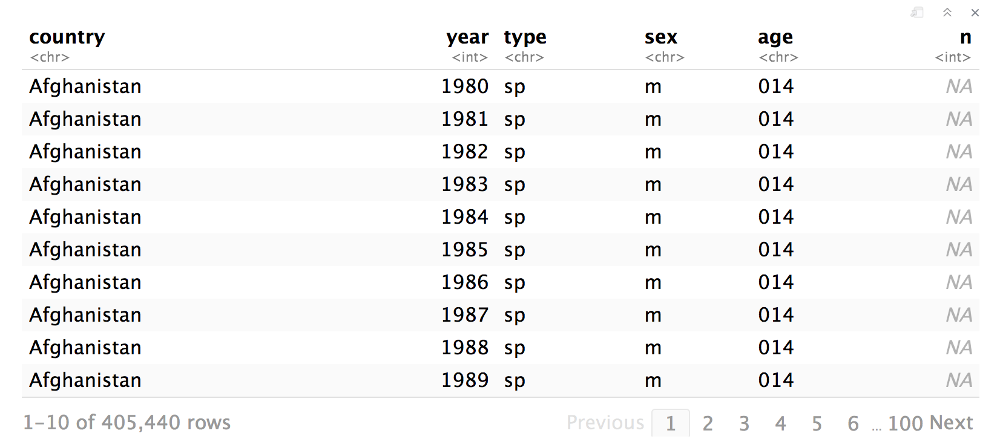 country year type sex age n
<chr> <int> <chr> <chr> <chr> <int>
Afghanistan 1980 sp m 014 NA
Afghanistan 1981 sp m 014 NA
Afghanistan 1982 sp m 014 NA
Afghanistan 1983 sp m 014 NA
Afghanistan 1984 sp m 014 NA
Afghanistan 1985 sp m 014 NA
Afghanistan 1986 sp m 014 NA
Afghanistan 1987 sp m 014 NA
Afghanistan 1988 sp m 014 NA
Afghanistan 1989 sp m 014 NA
1–10 of 405,440 rows Previous 1 2 3 4 5 6 ... 100 Next